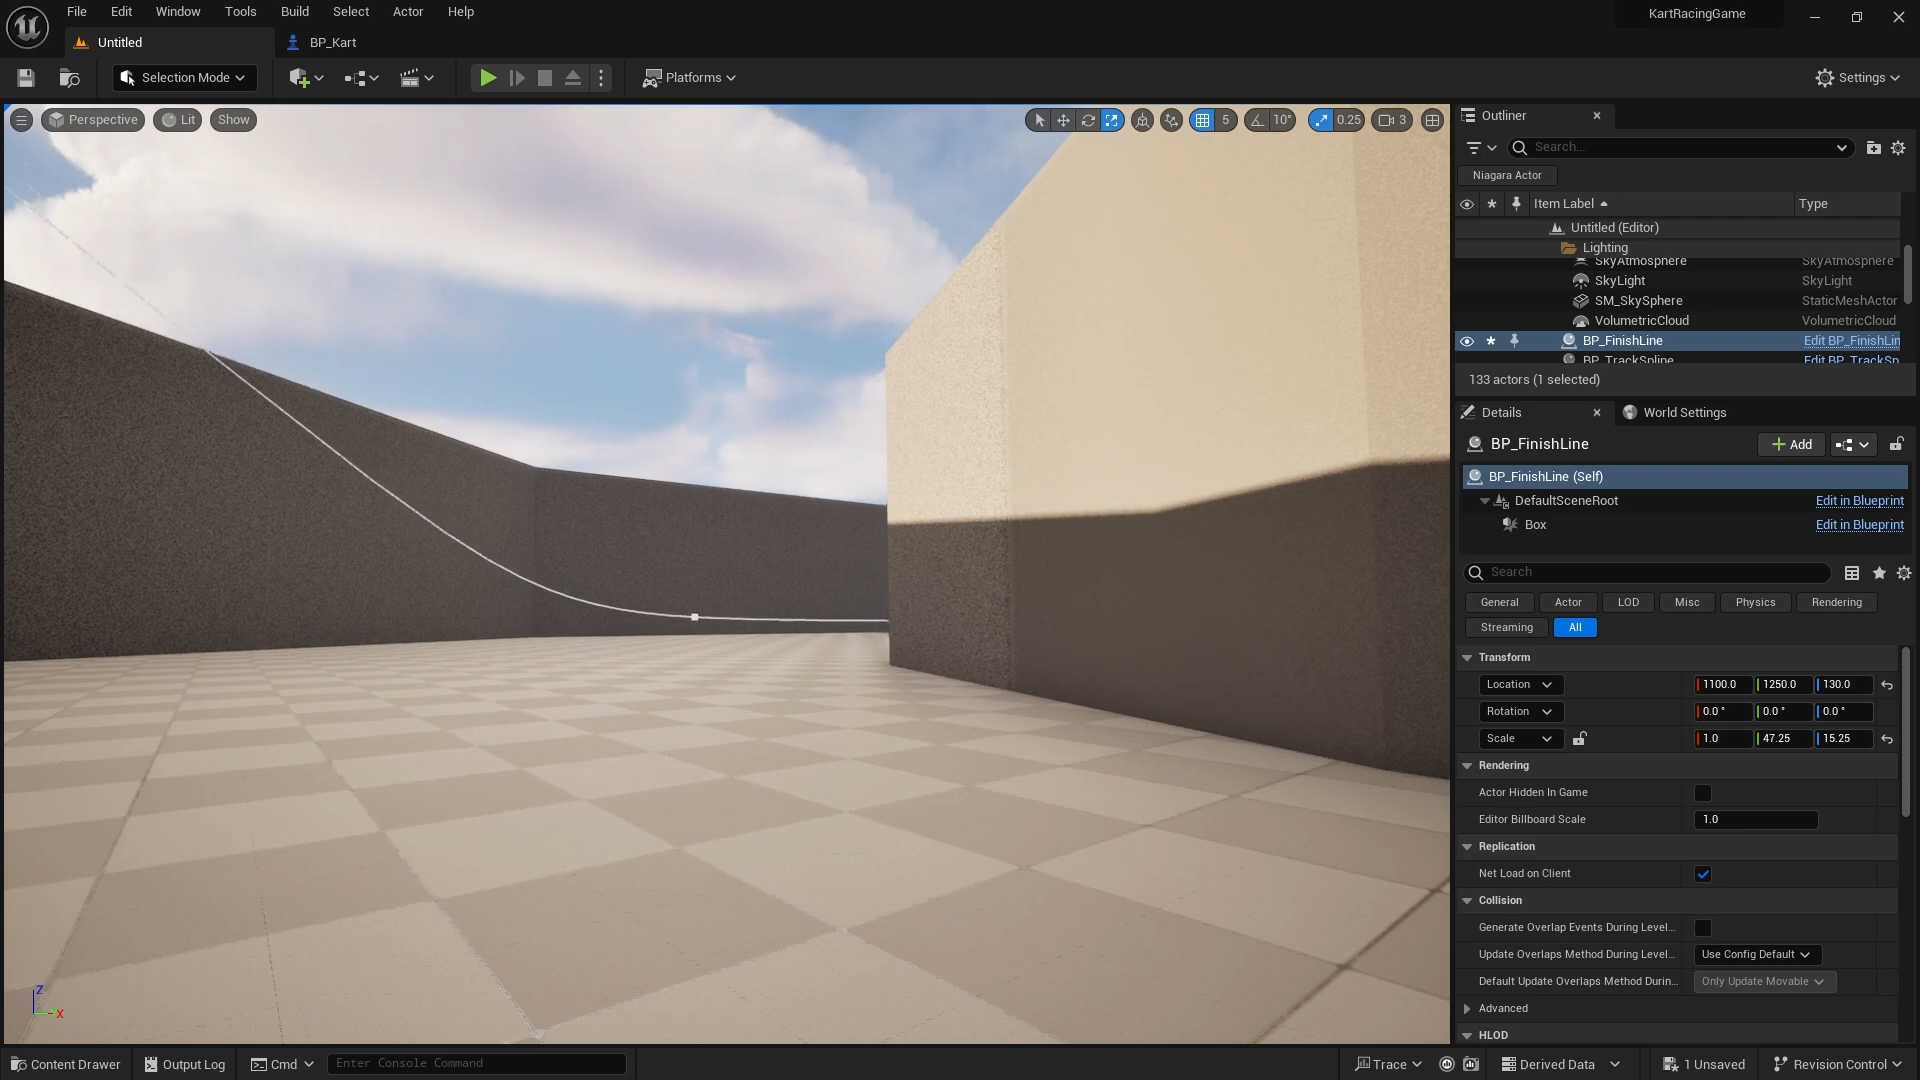 File Edit Window Tools Build Select Actor Help
KartRacingGame
Untitled
BP_Kart
Selection Mode
Platforms
Settings
Perspective
Lit
Show
5
10°
0.25
3
Outliner
Search...
Niagara Actor
Item Label
Type
Untitled (Editor)
Lighting
SkyAtmosphere SkyAtmosphere
SkyLight SkyLight
SM_SkySphere StaticMeshActor
VolumetricCloud VolumetricCloud
BP_FinishLine Edit BP_FinishLin
BP_TrackSpline Edit BP_TrackSp
133 actors (1 selected)
Details
World Settings
BP_FinishLine
Add
BP_FinishLine (Self)
DefaultSceneRoot Edit in Blueprint
Box Edit in Blueprint
Search
General Actor LOD Misc Physics Rendering
Streaming All
Transform
Location 1100.0 1250.0 130.0
Rotation 0.0 ° 0.0 ° 0.0 °
Scale 1.0 47.25 15.25
Rendering
Actor Hidden In Game
Editor Billboard Scale 1.0
Replication
Net Load on Client
Collision
Generate Overlap Events During Level...
Update Overlaps Method During Level... Use Config Default
Default Update Overlaps Method Durin... Only Update Movable
Advanced
HLOD
Z
X
Content Drawer
Output Log
Cmd
Enter Console Command
Trace
Derived Data
1 Unsaved
Revision Control